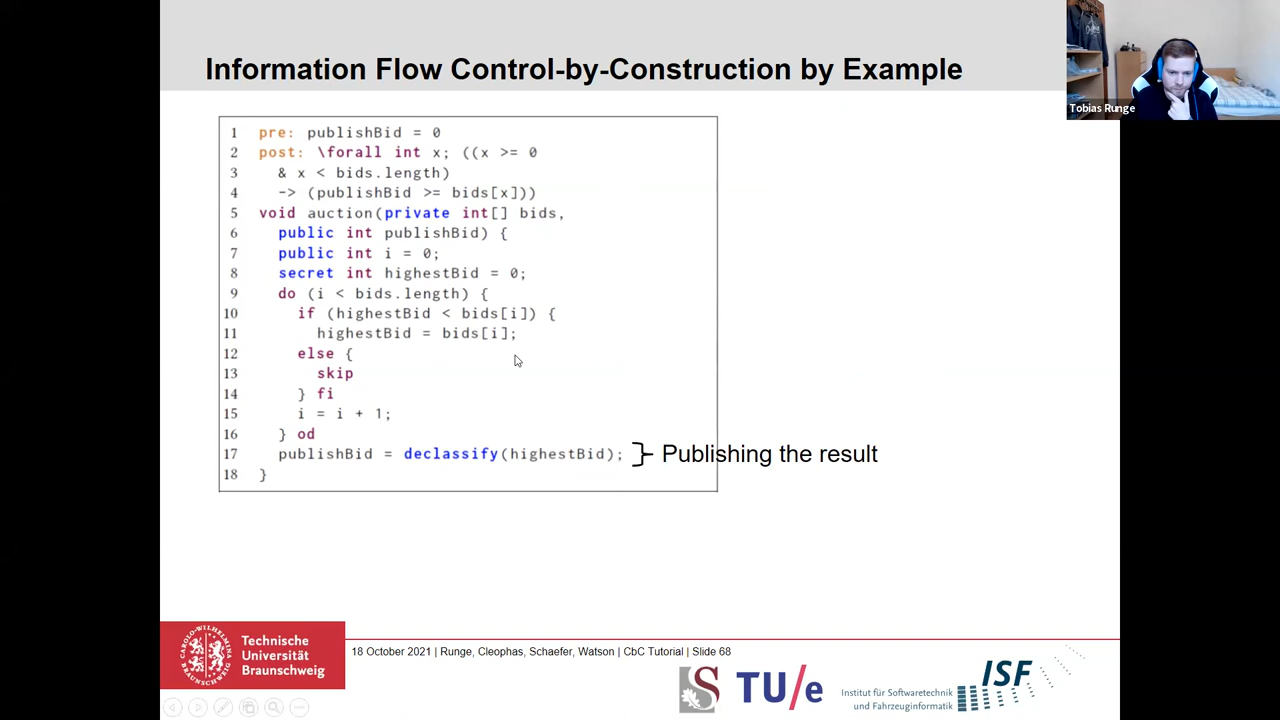 Information Flow Control-by-Construction by Example
Tobias Runge
1 pre: publishBid = 0
2 post: \forall int x; ((x >= 0
3 & x < bids.length)
4 -> (publishBid >= bids[x]))
5 void auction(private int[] bids,
6 public int publishBid) {
7 public int i = 0;
8 secret int highestBid = 0;
9 do (i < bids.length) {
10 if (highestBid < bids[i]) {
11 highestBid = bids[i];
12 else {
13 skip
14 } fi
15 i = i + 1;
16 } od
17 publishBid = declassify(highestBid);
Publishing the result
18 }
Technische
Universität
Braunschweig
18 October 2021 | Runge, Cleophas, Schaefer, Watson | CbC Tutorial | Slide 68
S
TU/e
Institut für Softwaretechnik
und Fahrzeuginformatik
ISF